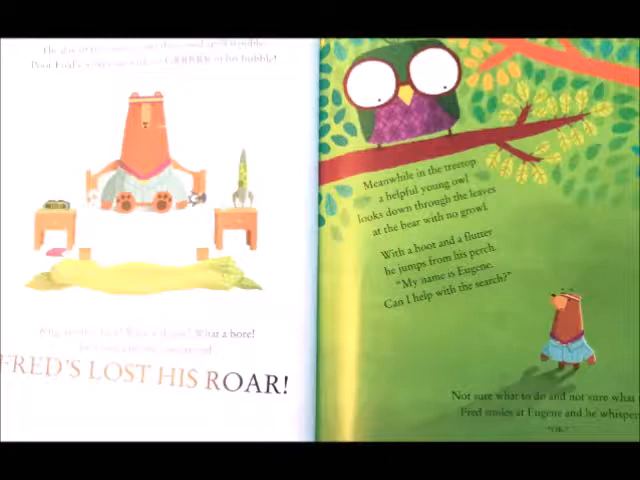 Poor Fred's
GRRRRR in his bubble!
What a bore!
FRED'S LOST HIS ROAR!
Meanwhile in the treetop
a helpful young owl
looks down through the leaves
at the bear with no growl.
With a hoot and a flutter
he jumps from his perch.
"My name is Eugene.
Can I help with the search?"
Not sure what to do and not sure what
Fred smiles at Eugene and he whisper
"OK."